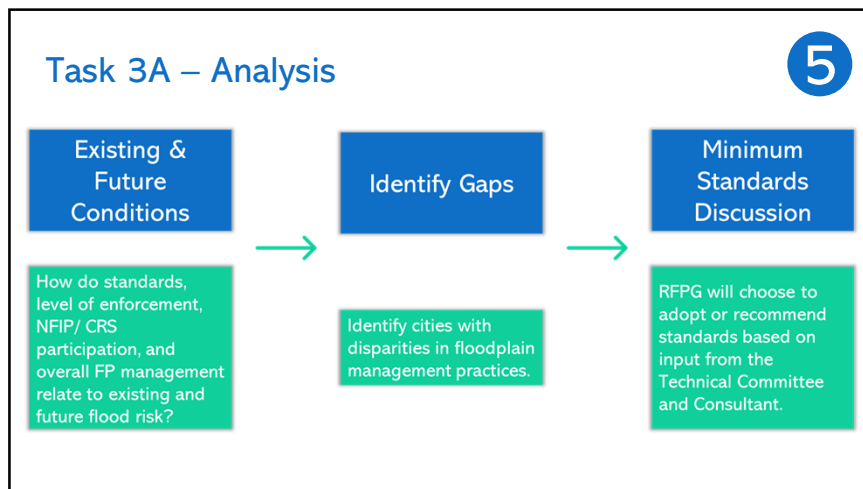 Task 3A – Analysis
5
Existing &
Future
Conditions
Identify Gaps
Minimum
Standards
Discussion
How do standards,
level of enforcement,
NFIP/ CRS
participation, and
overall FP management
relate to existing and
future flood risk?
Identify cities with
disparities in floodplain
management practices.
RFPG will choose to
adopt or recommend
standards based on
input from the
Technical Committee
and Consultant.